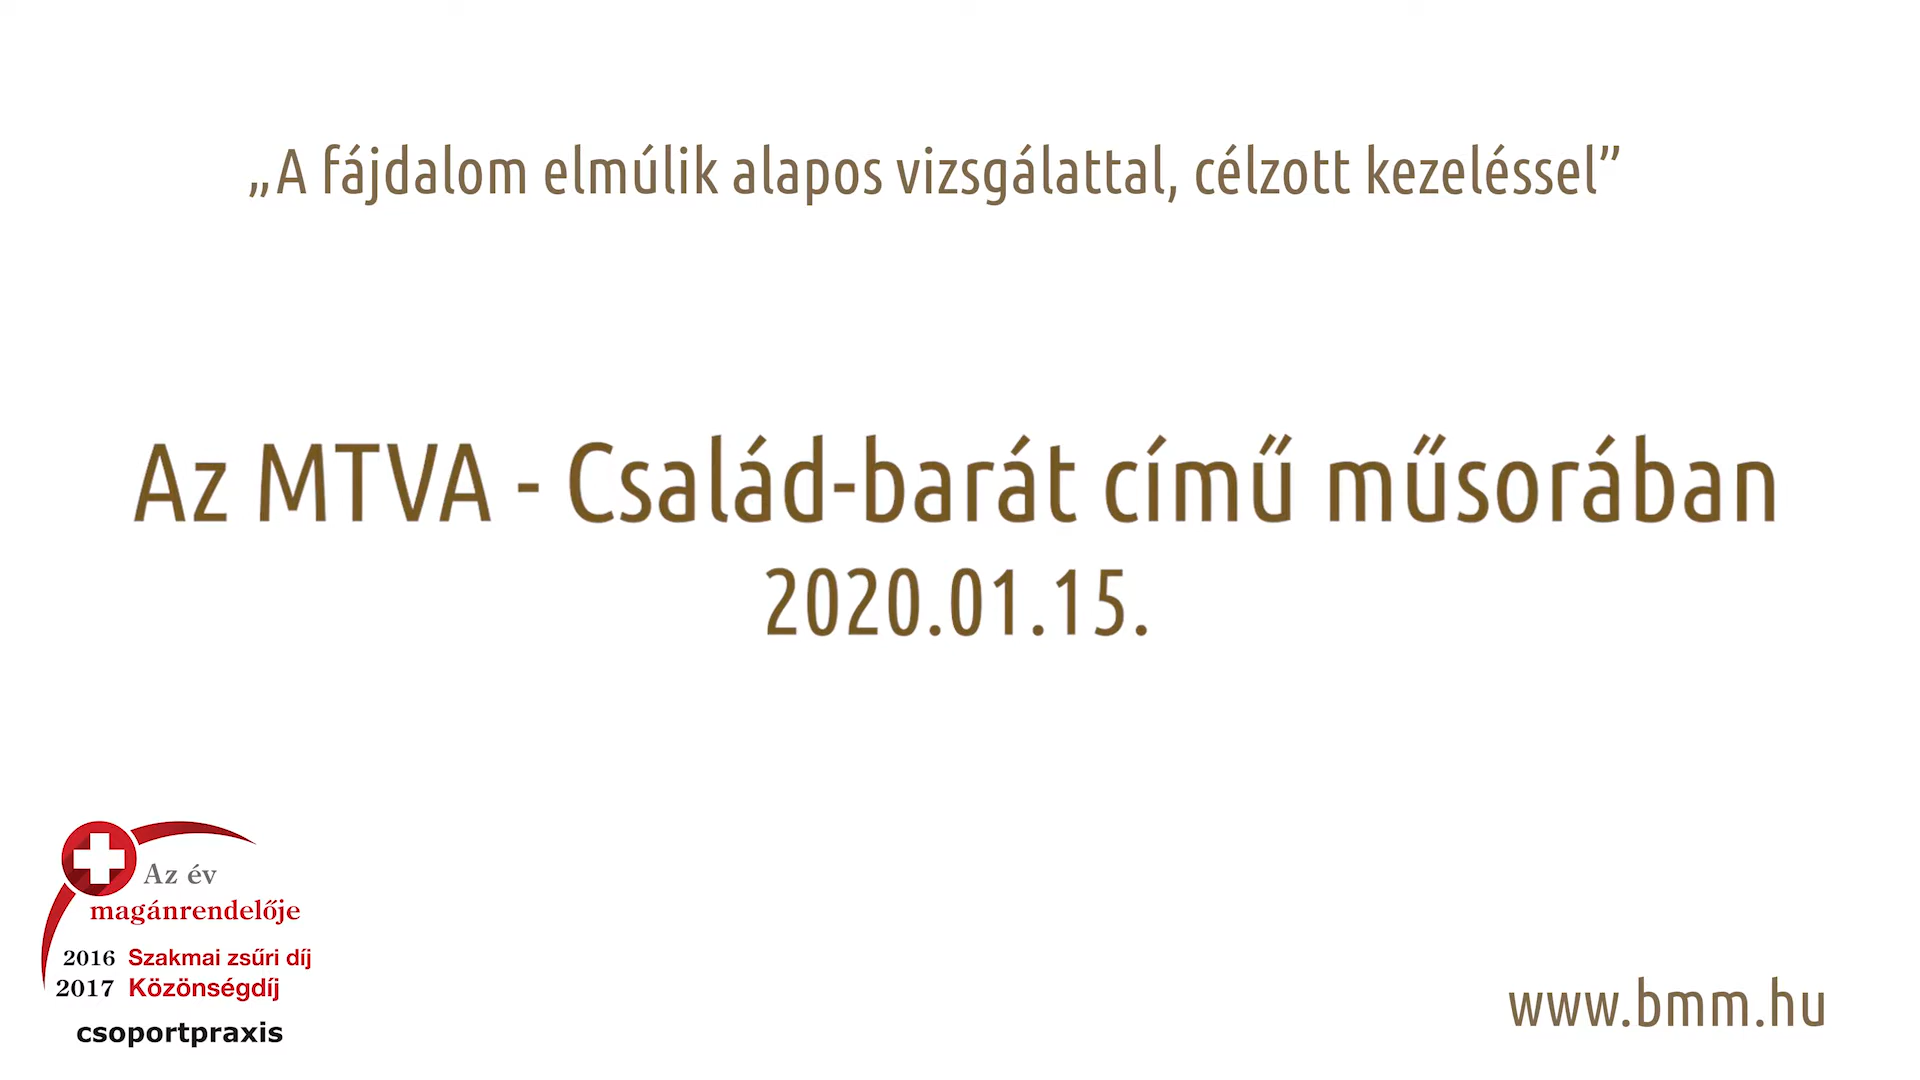 „A fájdalom elmúlik alapos vizsgálattal, célzott kezeléssel”
Az MTVA - Család-barát című műsorában
2020.01.15.
Az év
magánrendelője
2016 Szakmai zsűri díj
2017 Közönségdíj
csoportpraxis
www.bmm.hu